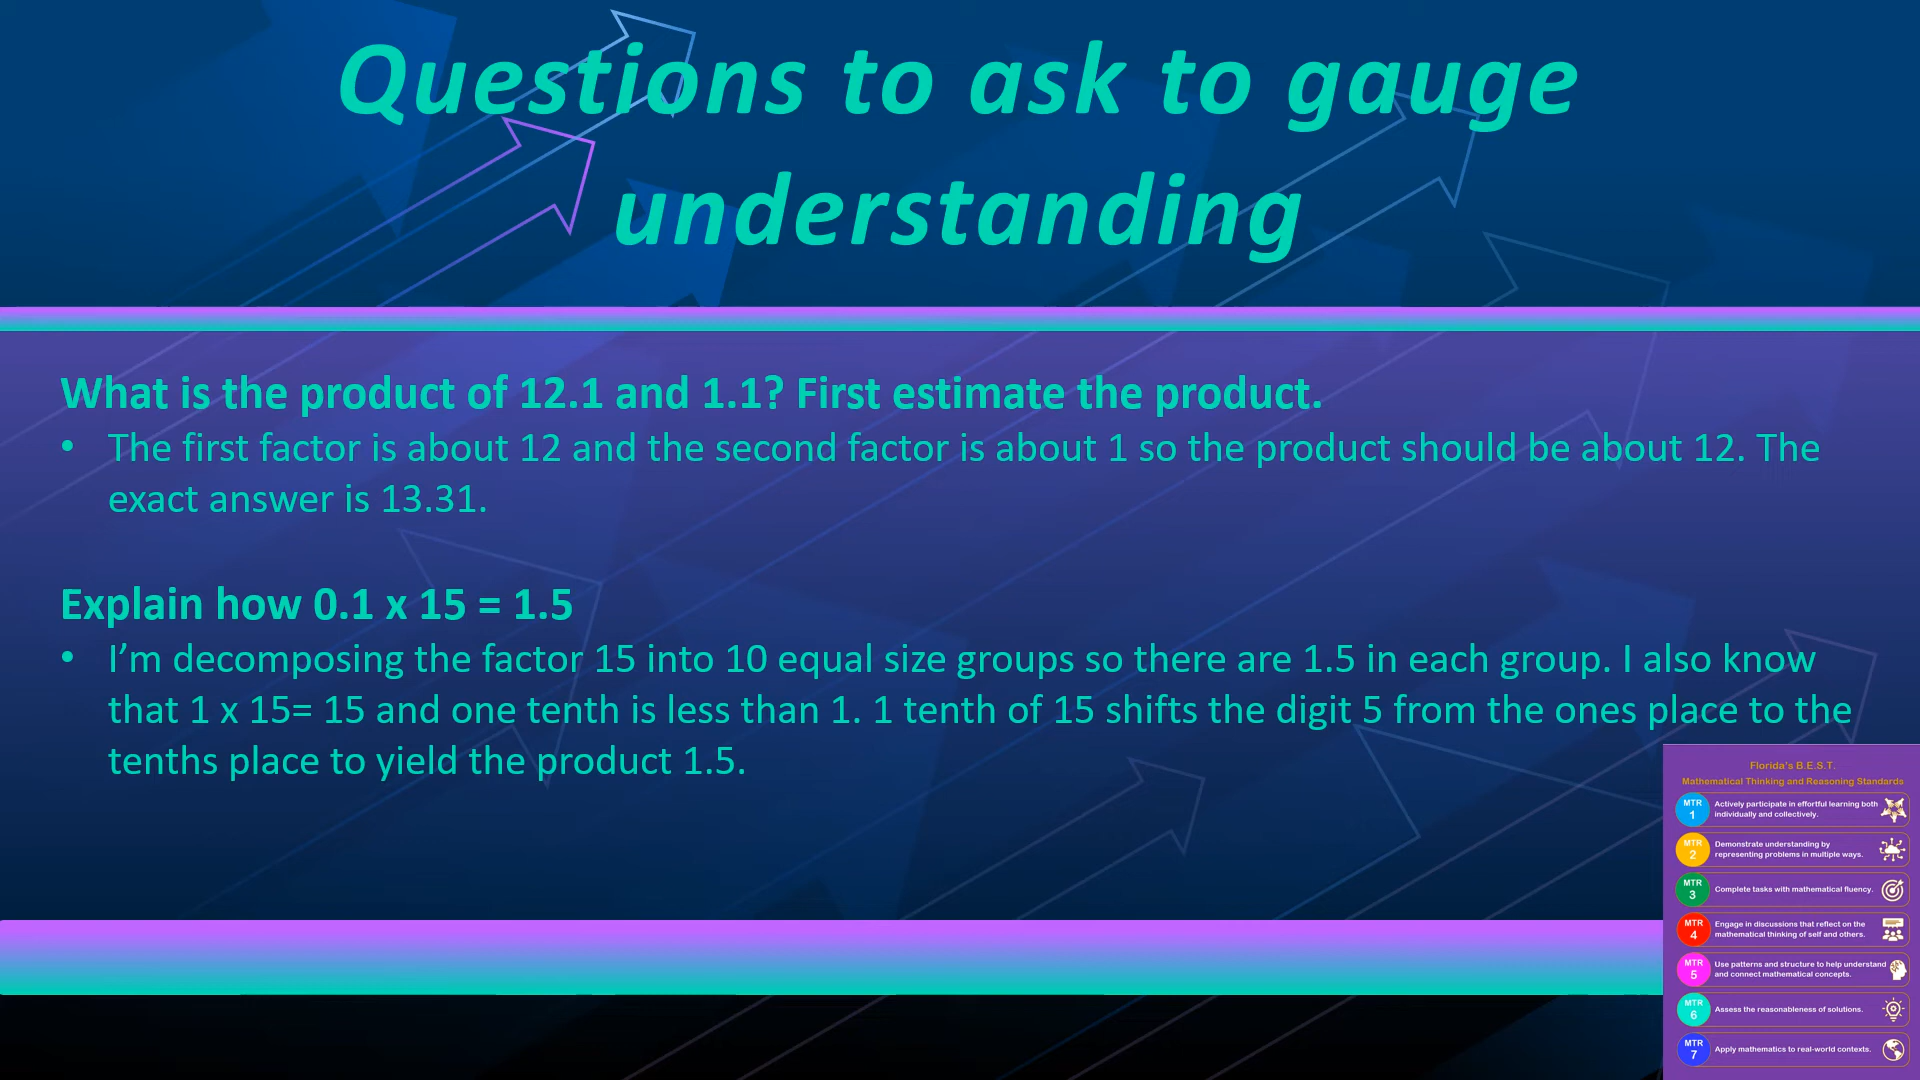 Questions to ask to gauge
understanding
What is the product of 12.1 and 1.1? First estimate the product.
• The first factor is about 12 and the second factor is about 1 so the product should be about 12. The
exact answer is 13.31.
Explain how 0.1 x 15 = 1.5
• I’m decomposing the factor 15 into 10 equal size groups so there are 1.5 in each group. I also know
that 1 x 15= 15 and one tenth is less than 1. 1 tenth of 15 shifts the digit 5 from the ones place to the
tenths place to yield the product 1.5.
Florida's B.E.S.T.
Mathematical Thinking and Reasoning Standards
MTR
1
Actively participate in effortful learning both
individually and collectively.
MTR
2
Demonstrate understanding by
representing problems in multiple ways.
MTR
3
Complete tasks with mathematical fluency.
MTR
4
Engage in discussions that reflect on the
mathematical thinking of self and others.
MTR
5
Use patterns and structure to help understand
and connect mathematical concepts.
MTR
6
Assess the reasonableness of solutions.
MTR
7
Apply mathematics to real-world contexts.